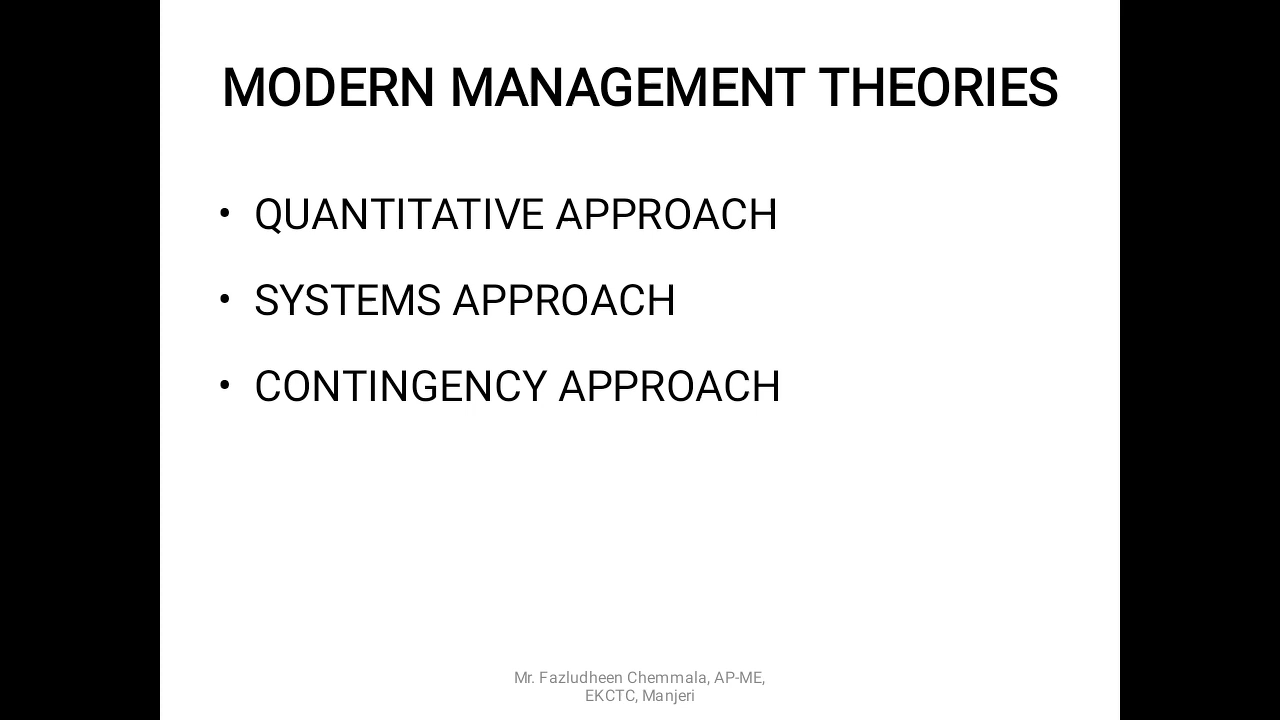 MODERN MANAGEMENT THEORIES
• QUANTITATIVE APPROACH
• SYSTEMS APPROACH
• CONTINGENCY APPROACH
Mr. Fazludheen Chemmala, AP-ME,
EKCTC, Manjeri